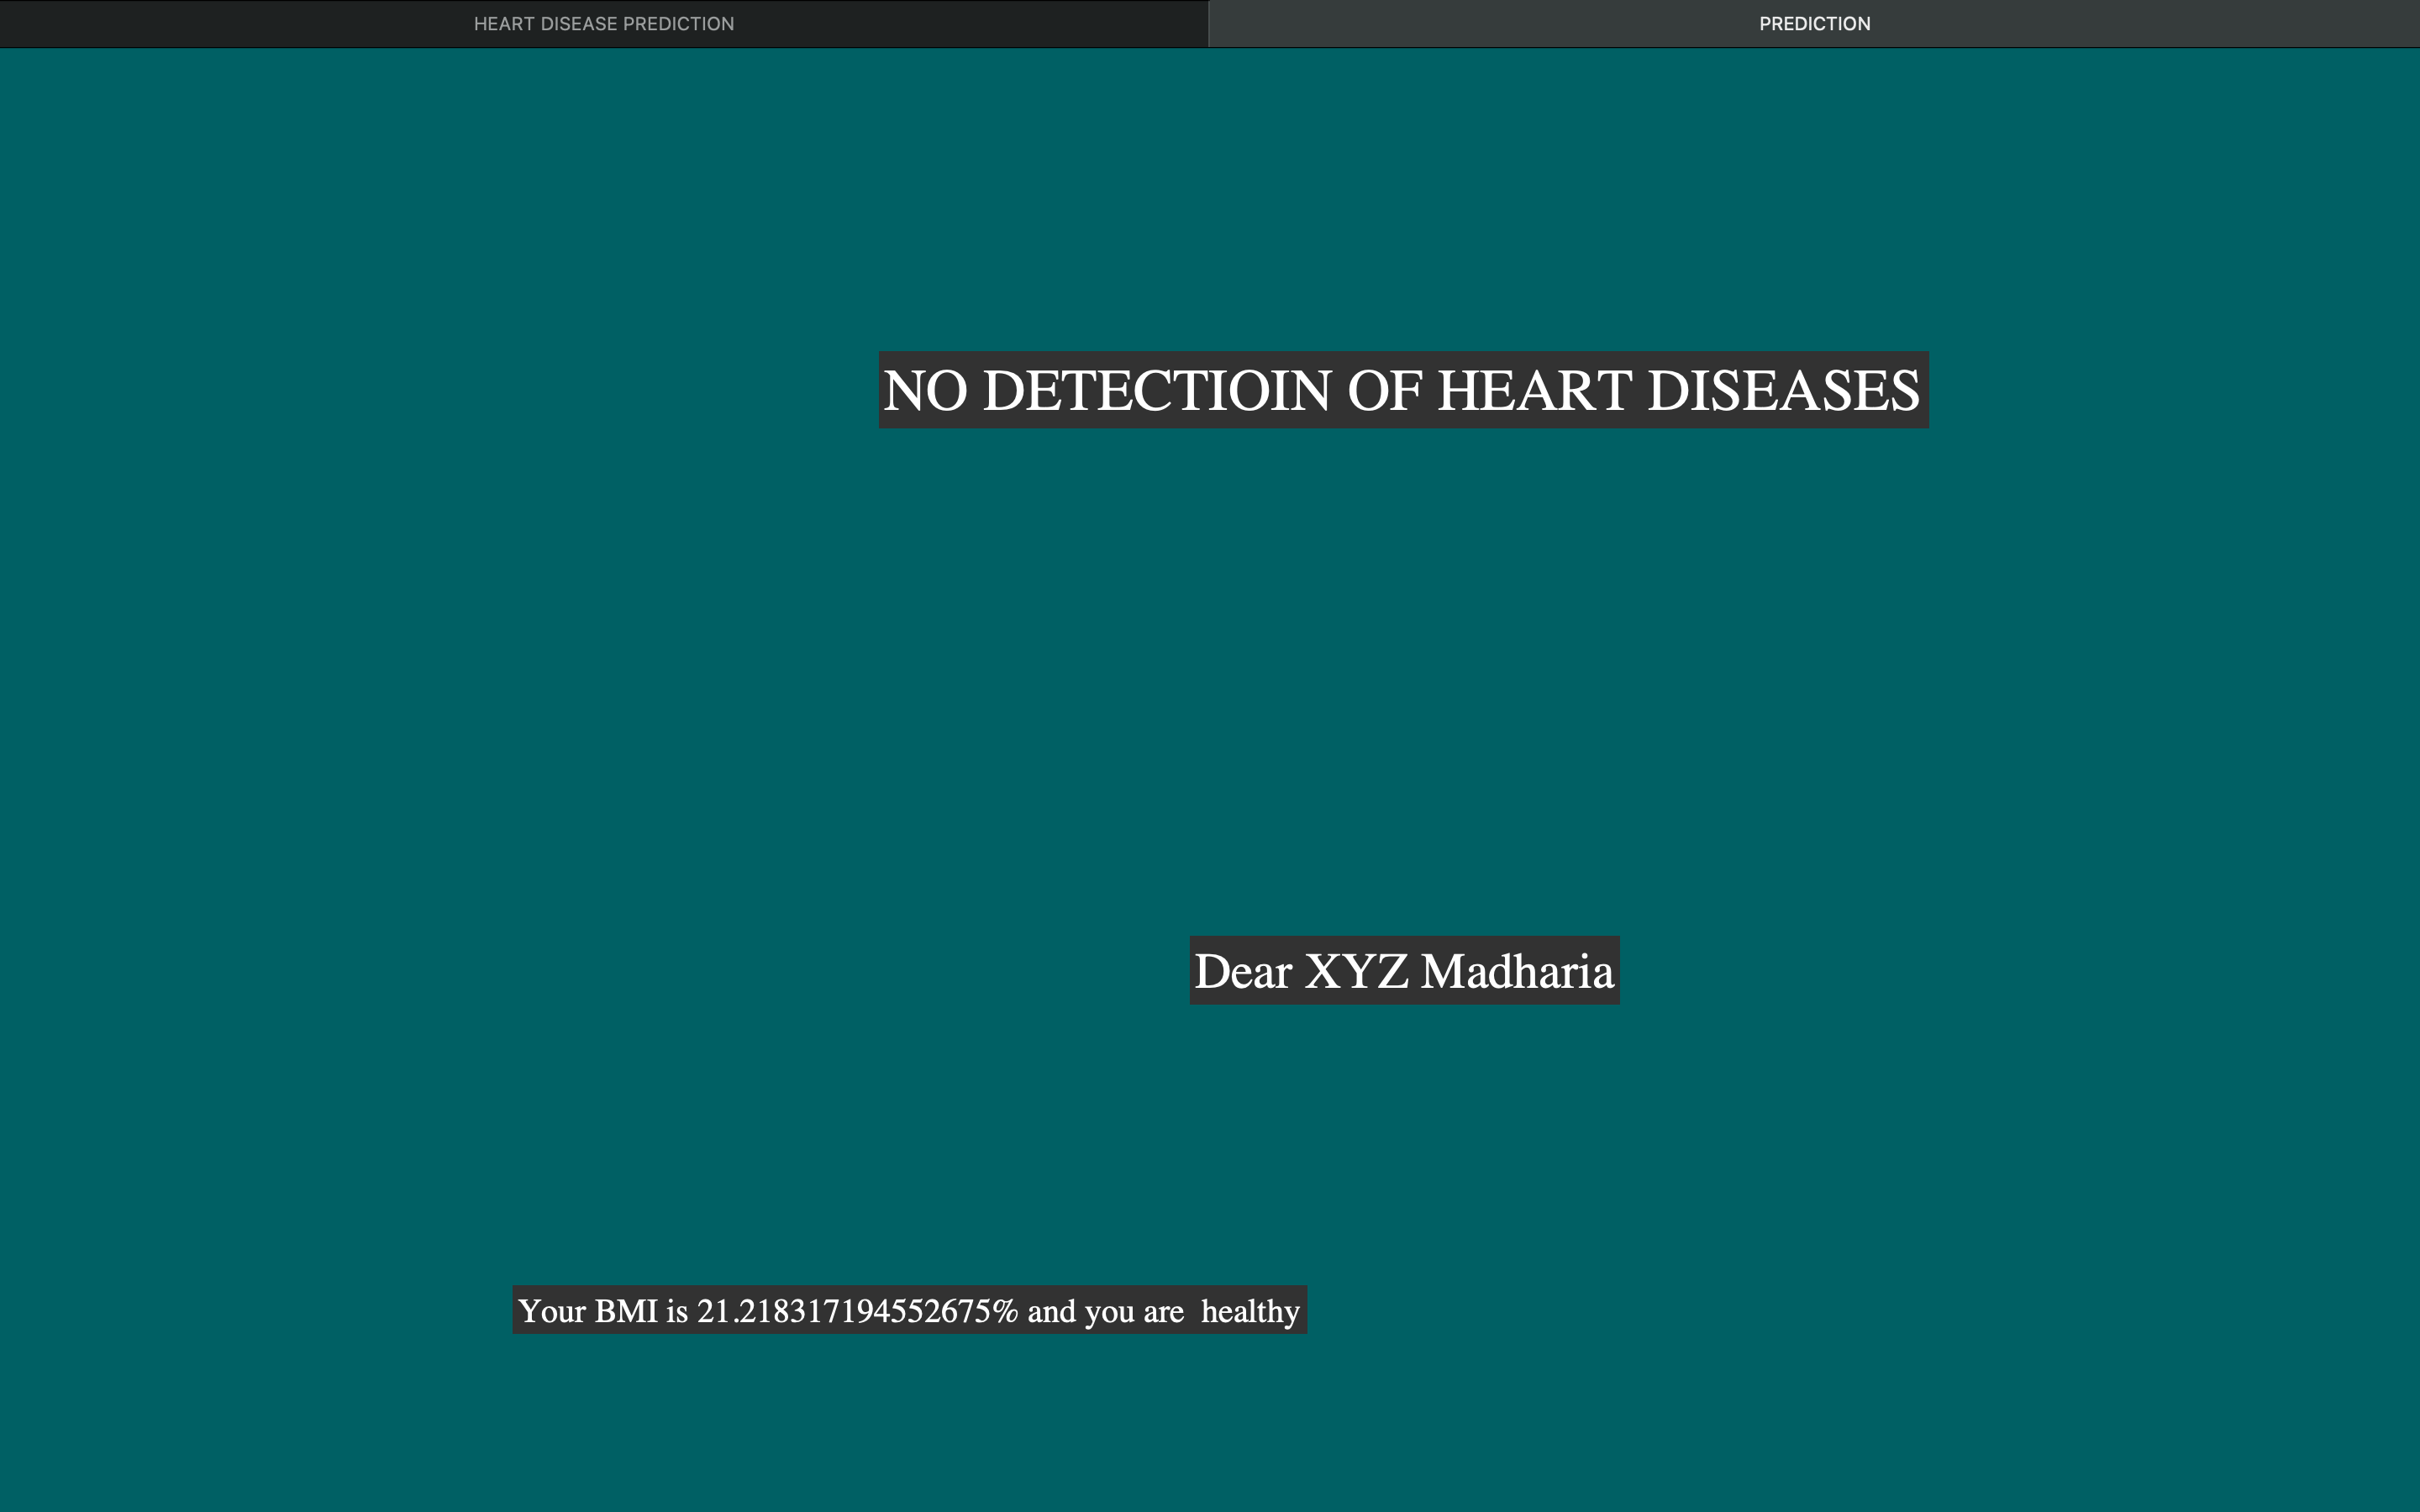 HEART DISEASE PREDICTION
PREDICTION
NO DETECTIOIN OF HEART DISEASES
Dear XYZ Madharia
Your BMI is 21.218317194552675% and you are  healthy